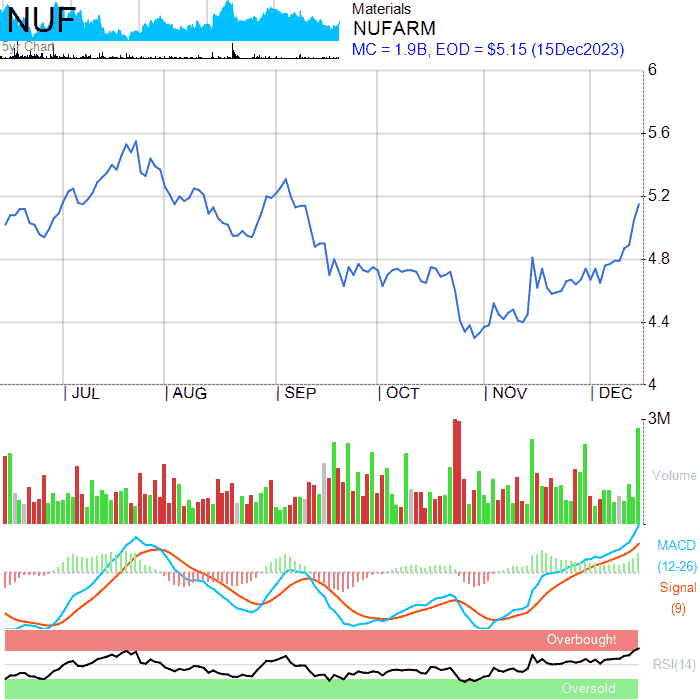 NUF
5yr Chart
Materials
NUFARM
MC = 1.9B, EOD = $5.15 (15Dec2023)
6
5.6
5.2
4.8
4.4
4
JUL AUG SEP OCT NOV DEC
3M
Volume
MACD
(12-26)
Signal
(9)
Overbought
RSI(14)
Oversold